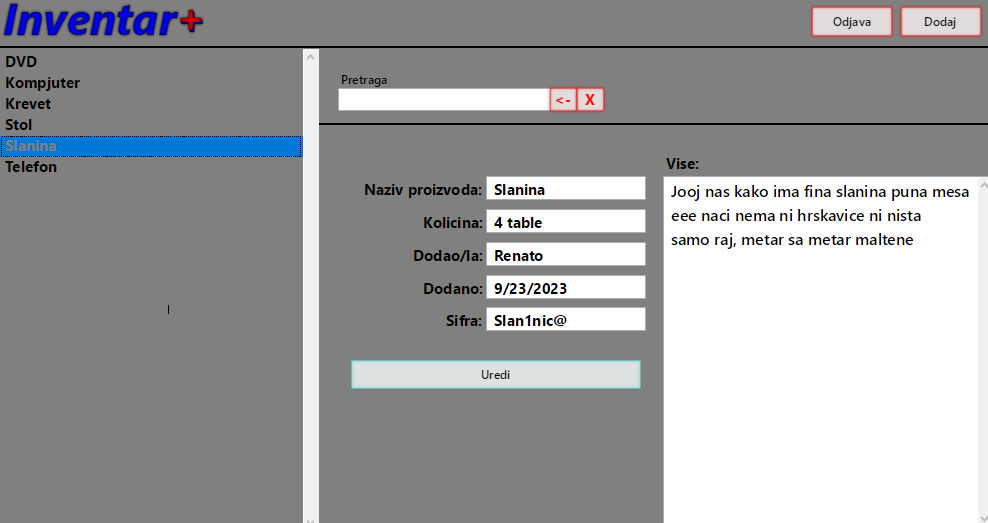 Inventar+
Odjava
Dodaj
DVD
Kompjuter
Krevet
Stol
Slanina
Telefon
Pretraga
<-
X
Naziv proizvoda: Slanina
Kolicina: 4 table
Dodao/la: Renato
Dodano: 9/23/2023
Sifra: Slan1nic@
Uredi
Vise:
Jooj nas kako ima fina slanina puna mesa
eee naci nema ni hrskavice ni nista
samo raj, metar sa metar maltene